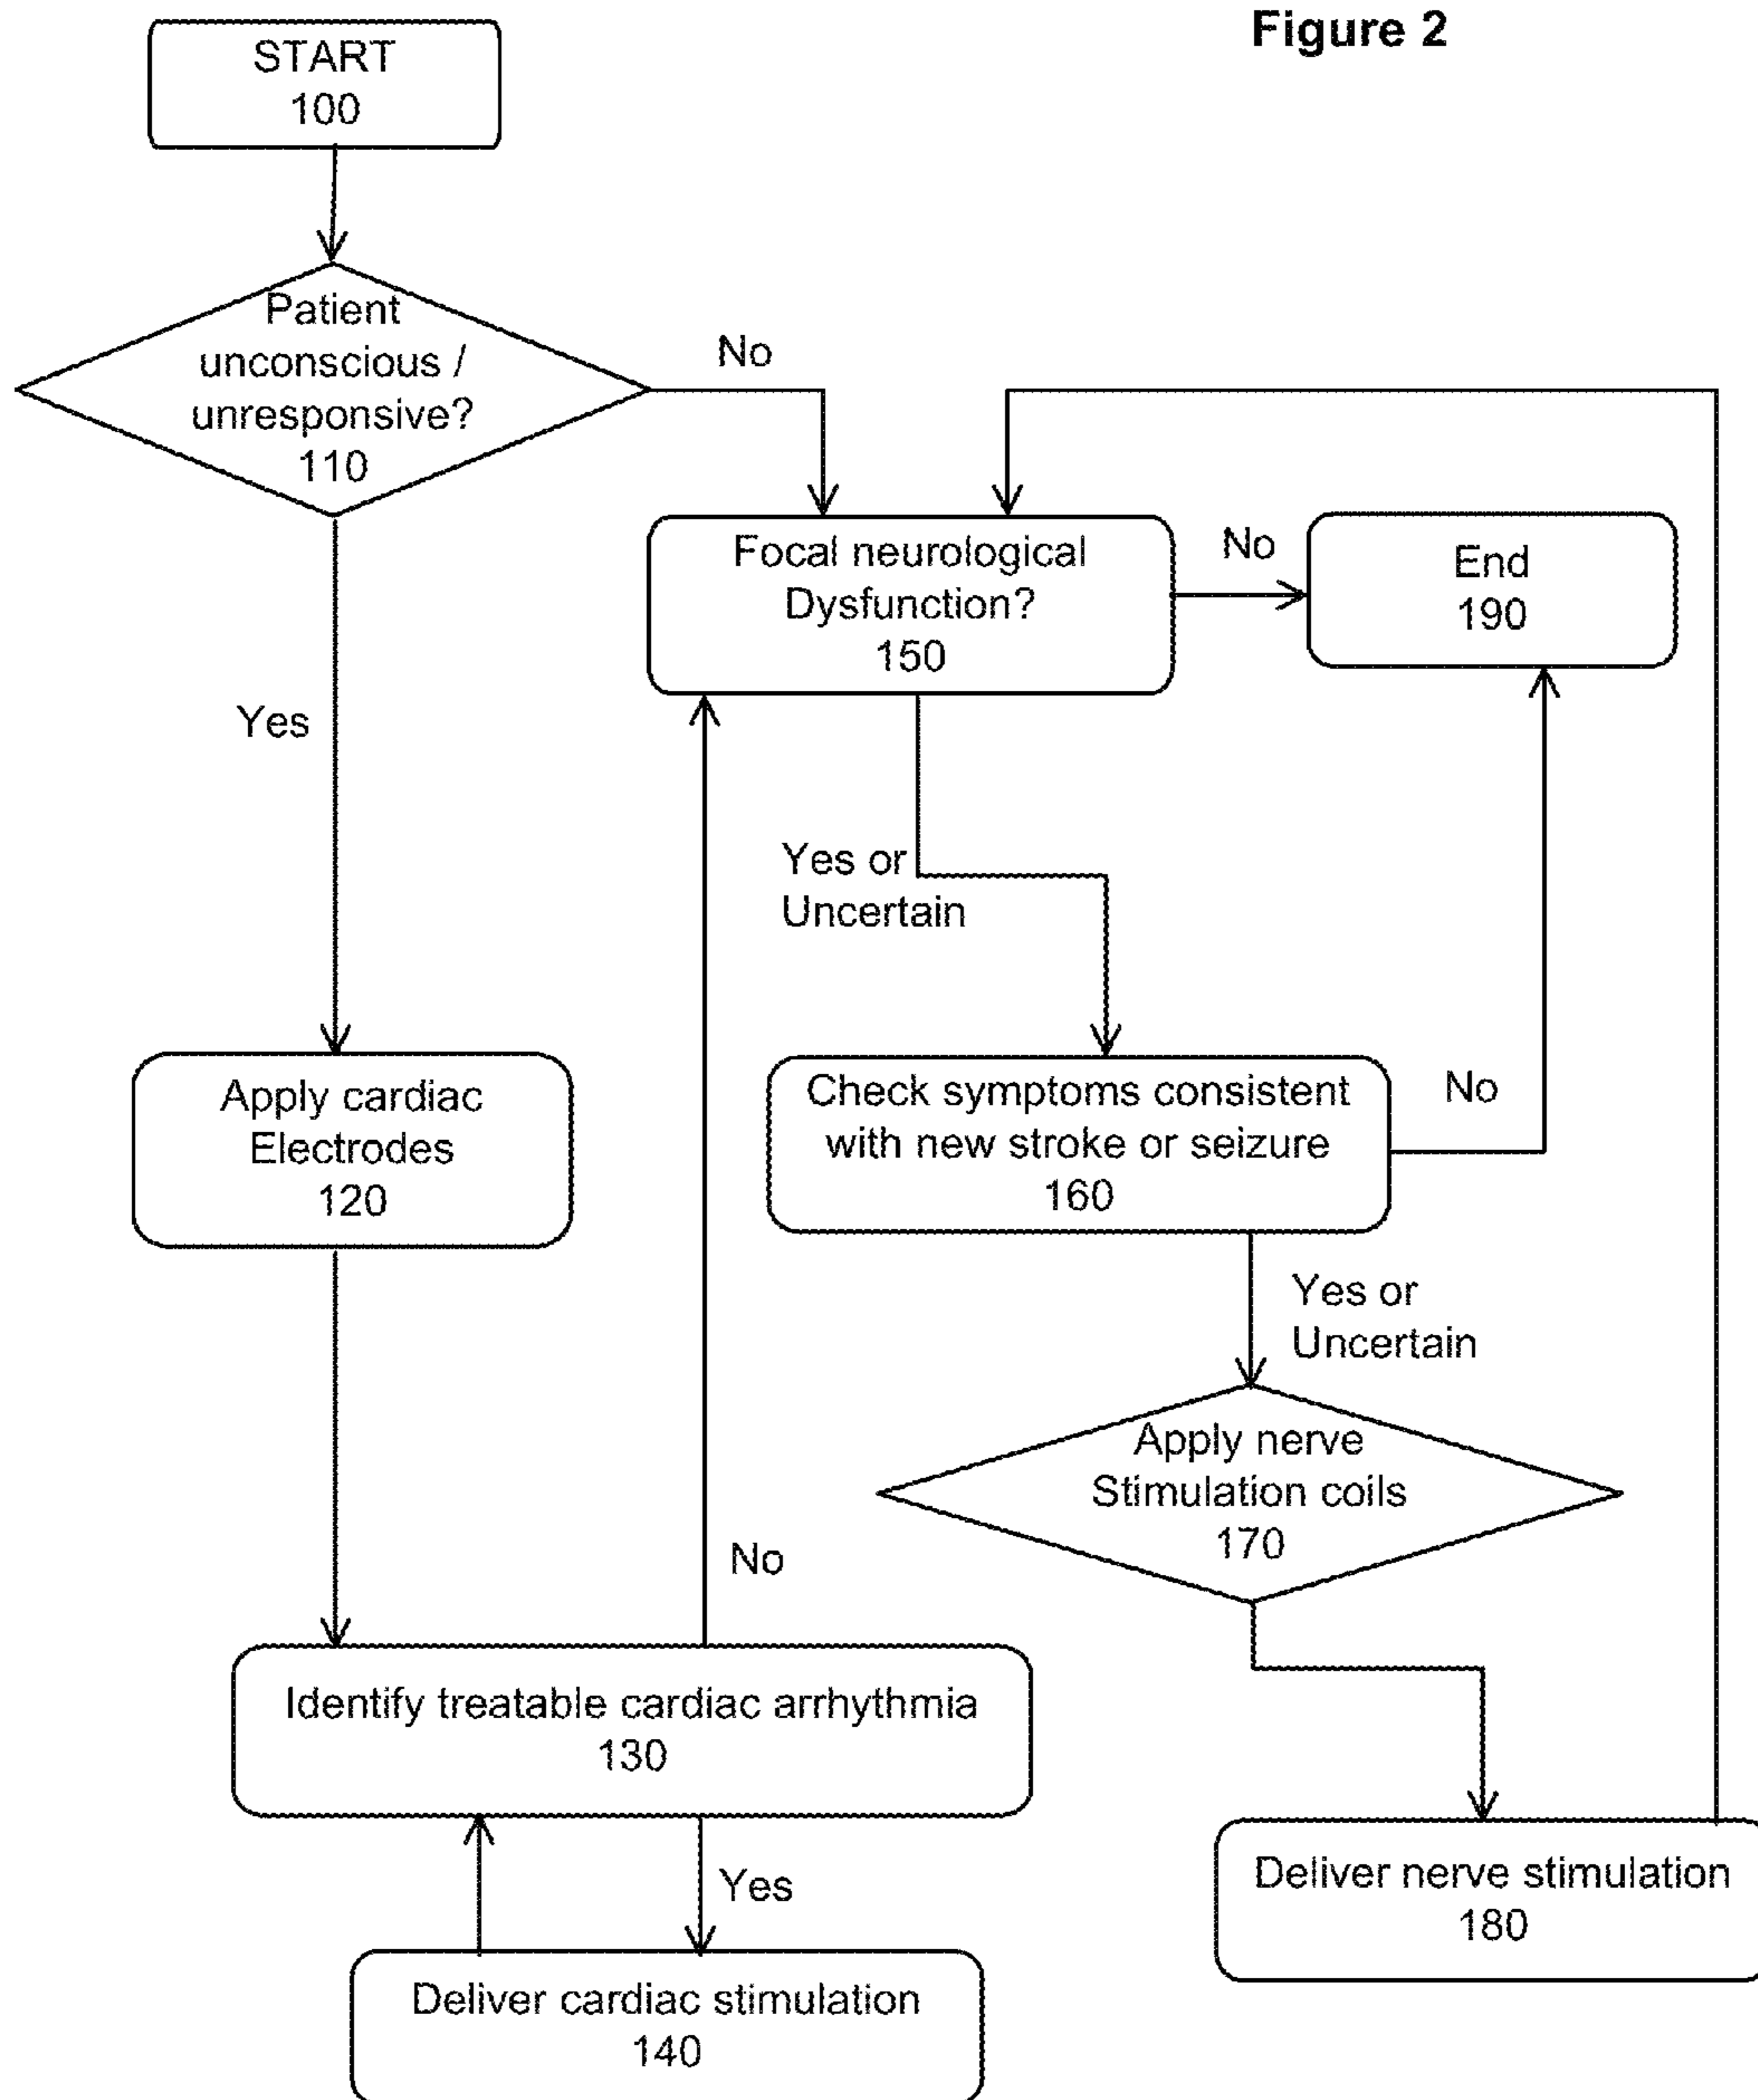 Figure 2
START
100
Patient
unconscious /
unresponsive?
110
No
Focal neurological
Dysfunction?
150
No
End
190
Yes
Yes or
Uncertain
Apply cardiac
Electrodes
120
Check symptoms consistent
with new stroke or seizure
160
No
Yes or
Uncertain
Apply nerve
Stimulation coils
170
No
Identify treatable cardiac arrhythmia
130
Yes
Deliver nerve stimulation
180
Deliver cardiac stimulation
140